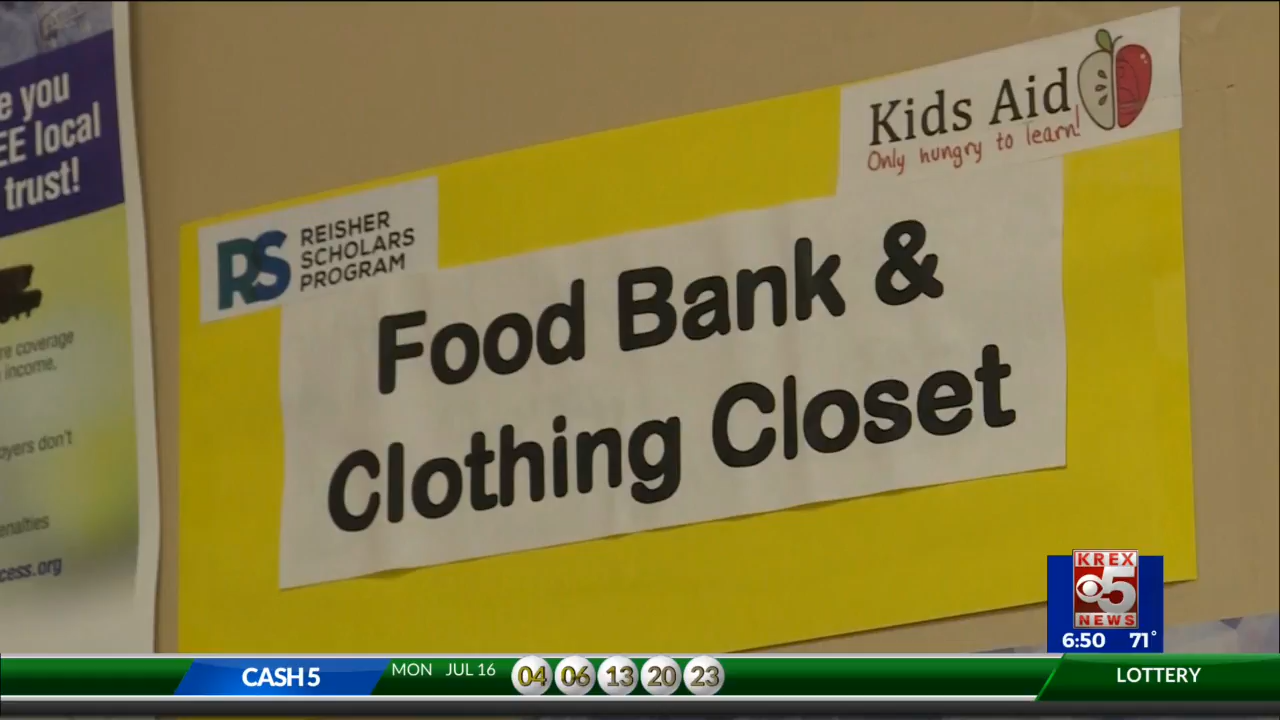 e you
EE local
trust!
re coverage
income,
oyers don't
enalties
cess.org
RS REISHER
SCHOLARS
PROGRAM
Kids Aid
Only hungry to learn!
Food Bank &
Clothing Closet
KREX
5
NEWS
6:50 71°
CASH 5 MON JUL 16 04 06 13 20 23 LOTTERY